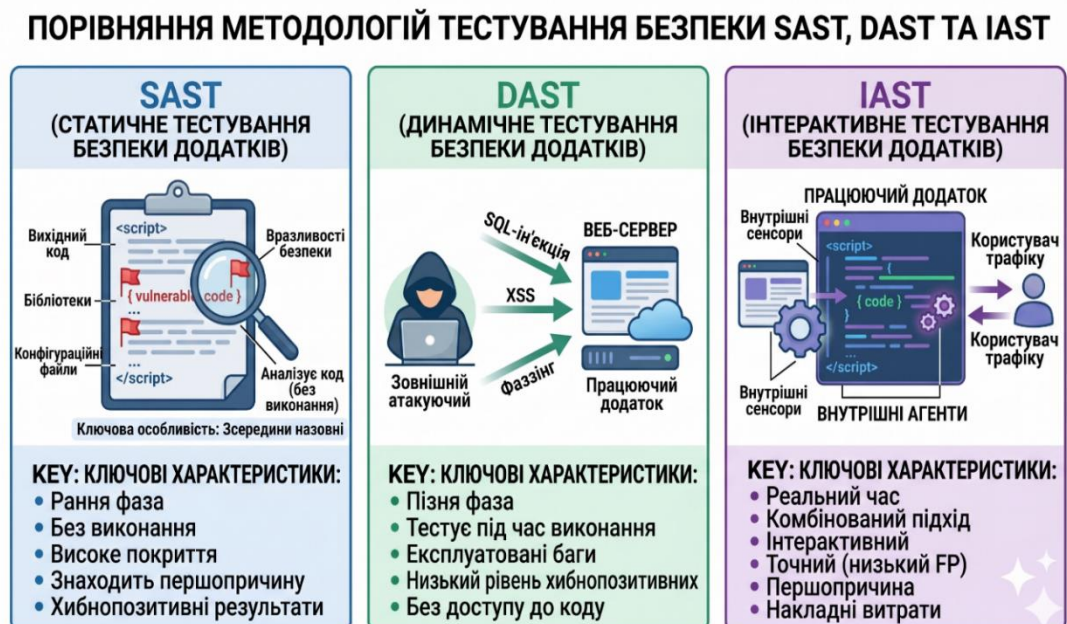 ПОРІВНЯННЯ МЕТОДОЛОГІЙ ТЕСТУВАННЯ БЕЗПЕКИ SAST, DAST ТА IAST
SAST
(СТАТИЧНЕ ТЕСТУВАННЯ
БЕЗПЕКИ ДОДАТКІВ)
Вихідний
код
Бібліотеки
Конфігураційні
файли
<script>
{ vulnerable code }
...
...
</script>
Вразливості
безпеки
Аналізує код
(без
виконання)
Ключова особливість: Зсередини назовні
KEY: КЛЮЧОВІ ХАРАКТЕРИСТИКИ:
• Рання фаза
• Без виконання
• Високе покриття
• Знаходить першопричину
• Хибнопозитивні результати
DAST
(ДИНАМІЧНЕ ТЕСТУВАННЯ
БЕЗПЕКИ ДОДАТКІВ)
SQL-ін'єкція
XSS
Фаззінг
Зовнішній
атакуючий
ВЕБ-СЕРВЕР
Працюючий
додаток
KEY: КЛЮЧОВІ ХАРАКТЕРИСТИКИ:
• Пізня фаза
• Тестує під час виконання
• Експлуатовані баги
• Низький рівень хибнопозитивних
• Без доступу до коду
IAST
(ІНТЕРАКТИВНЕ ТЕСТУВАННЯ
БЕЗПЕКИ ДОДАТКІВ)
ПРАЦЮЮЧИЙ ДОДАТОК
Внутрішні
сенсори
<script>
{
{ code }
}
...
</script>
Користувач
трафіку
Користувач
трафіку
Внутрішні
сенсори
ВНУТРІШНІ АГЕНТИ
KEY: КЛЮЧОВІ ХАРАКТЕРИСТИКИ:
• Реальний час
• Комбінований підхід
• Інтерактивний
• Точний (низький FP)
• Першопричина
• Накладні витрати